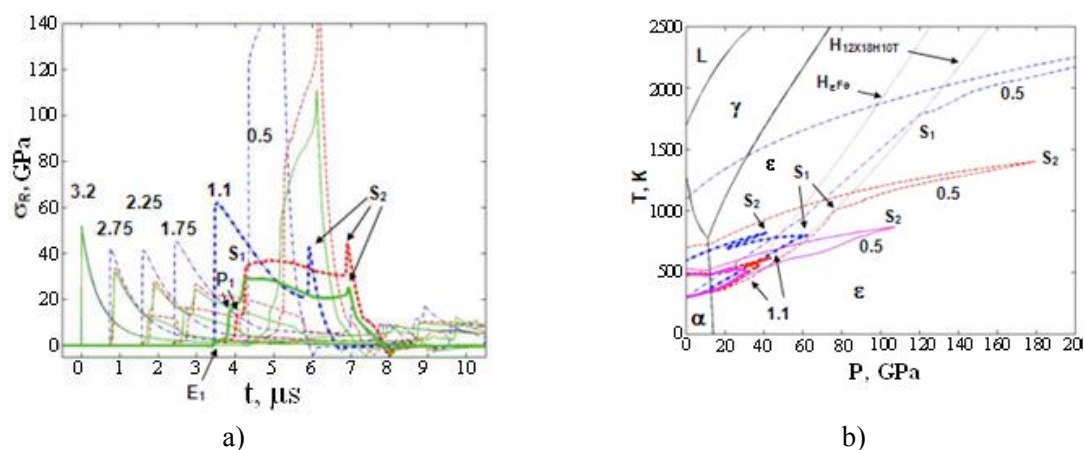 140
120
100
80
60
40
20
0
σR, GPa
3.2
2.75
2.25
1.75
1.1
0.5
P1
S1
S2
E1
0 1 2 3 4 5 6 7 8 9 10
t, μs
a)
2500
2000
1500
1000
500
0
T, K
L
γ
ε
α
ε
HεFe
H12X18H10T
S1
0.5
S2
S1
S2
0.5
S2
0.5
1.1
0 20 40 60 80 100 120 140 160 180 200
P, GPa
b)